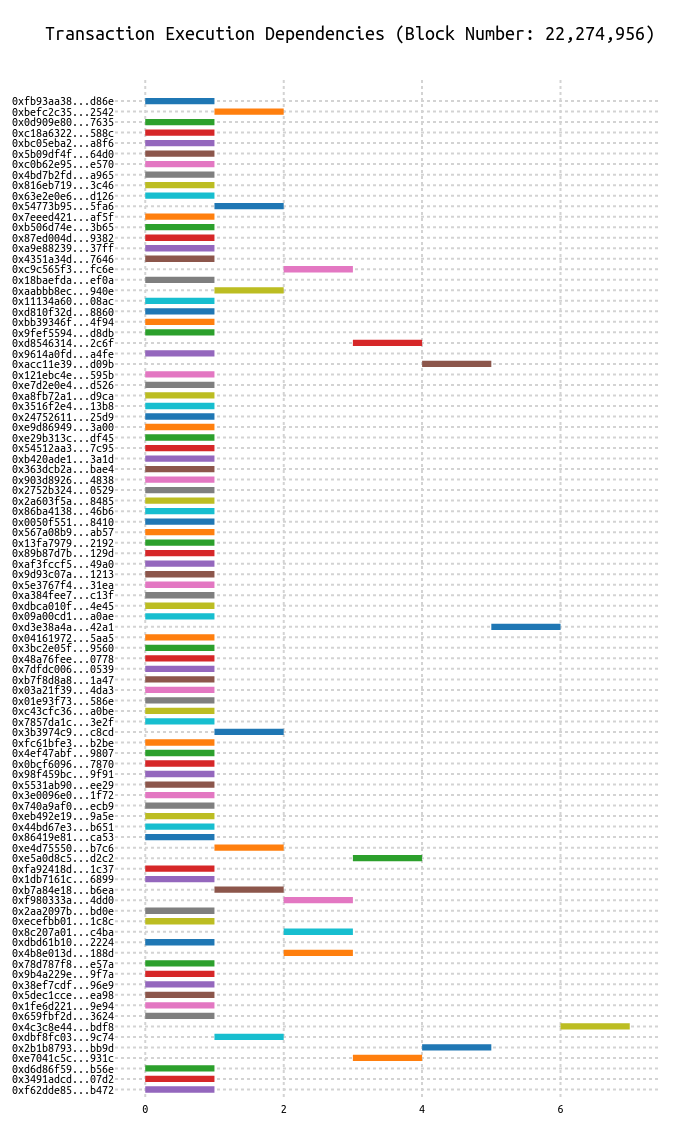 Transaction Execution Dependencies (Block Number: 22,274,956)
0xfb93aa38...d86e
0xbefc2c35...2542
0x0d909e80...7635
0xc18a6322...588c
0xbc05eba2...a8f6
0x5b09df4f...64d0
0xc0b62e95...e570
0x4bd7b2fd...a965
0x816eb719...3c46
0x63e2e0e6...d126
0x54773b95...5fa6
0x7eeed421...af5f
0xb506d74e...3b65
0x87ed004d...9382
0xa9e88239...37ff
0x4351a34d...7646
0xc9c565f3...fc6e
0x18baefda...ef0a
0xaabbb8ec...940e
0x11134a60...08ac
0xd810f32d...8860
0xbb39346f...4f94
0x9fef5594...d8db
0xd8546314...2c6f
0x9614a0fd...a4fe
0xacc11e39...d09b
0x121ebc4e...595b
0xe7d2e0e4...d526
0xa8fb72a1...d9ca
0x3516f2e4...13b8
0x24752611...25d9
0xe9d86949...3a00
0xe29b313c...df45
0x54512aa3...7c95
0xb420ade1...3a1d
0x363dcb2a...bae4
0x903d8926...4838
0x2752b324...0529
0x2a603f5a...8485
0x86ba4138...46b6
0x0050f551...8410
0x567a08b9...ab57
0x13fa7979...2192
0x89b87d7b...129d
0xaf3fccf5...49a0
0x9d93c07a...1213
0x5e3767f4...31ea
0xa384fee7...c13f
0xdbca010f...4e45
0x09a00cd1...a0ae
0xd3e38a4a...42a1
0x04161972...5aa5
0x3bc2e05f...9560
0x48a76fee...0778
0x7dfdc006...0539
0xb7f8d8a8...1a47
0x03a21f39...4da3
0x01e93f73...586e
0xc43cfc36...a0be
0x7857da1c...3e2f
0x3b3974c9...c8cd
0xfc61bfe3...b2be
0x4ef47abf...9807
0x0bcf6096...7870
0x98f459bc...9f91
0x5531ab90...ee29
0x3e0096e0...1f72
0x740a9af0...ecb9
0xeb492e19...9a5e
0x44bd67e3...b651
0x86419e81...ca53
0xe4d75550...b7c6
0xe5a0d8c5...d2c2
0xfa92418d...1c37
0x1db7161c...6899
0xb7a84e18...b6ea
0xf980333a...4dd0
0x2aa2097b...bd0e
0xecefbb01...1c8c
0x8c207a01...c4ba
0xdbd61b10...2224
0x4b8e013d...188d
0x78d787f8...e57a
0x9b4a229e...9f7a
0x38ef7cdf...96e9
0x5dec1cce...ea98
0x1fe6d221...9e94
0x659fbf2d...3624
0x4c3c8e44...bdf8
0xdbf8fc03...9c74
0x2b1b8793...bb9d
0xe7041c5c...931c
0xd6d86f59...b56e
0x3491adcd...07d2
0xf62dde85...b472
0 2 4 6